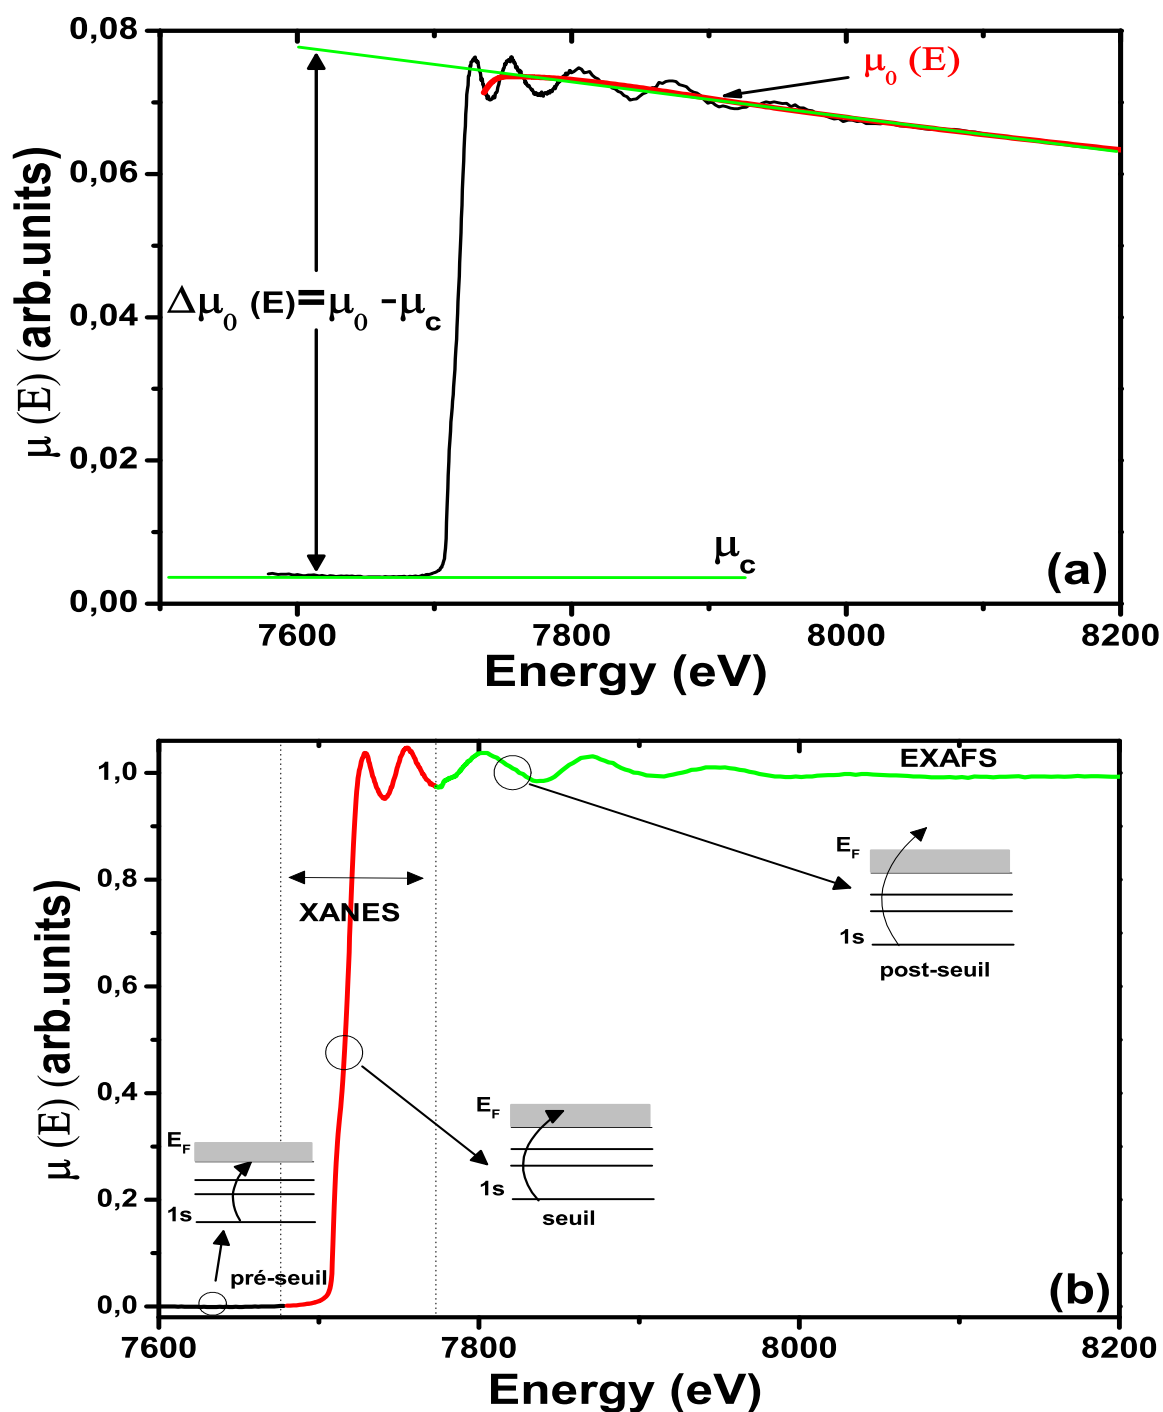 0,08
μ₀ (E)
0,06
μ (E) (arb.units)
0,04
Δμ₀ (E)=μ₀ -μc
0,02
μc
(a)
0,00
7600
7800
8000
8200
Energy (eV)
1,0
EXAFS
EF
0,8
XANES
1s
post-seuil
0,6
μ (E) (arb.units)
0,4
EF
EF
1s
seuil
0,2
1s
pré-seuil
(b)
0,0
7600
7800
8000
8200
Energy (eV)